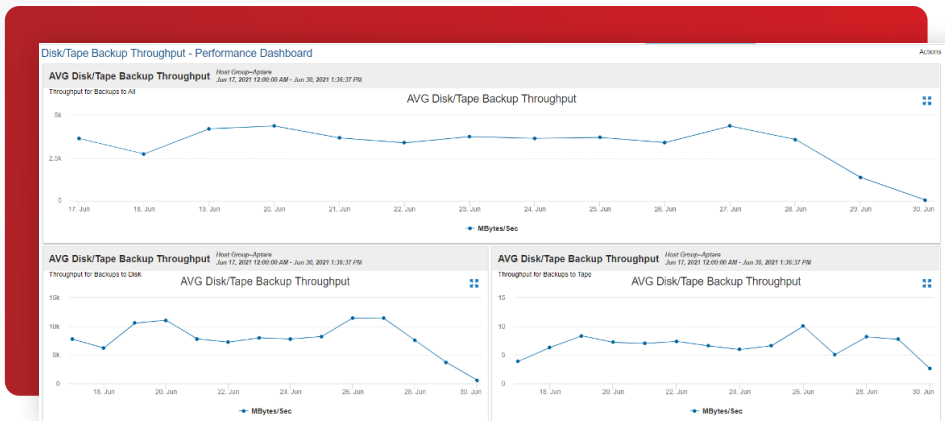 Disk/Tape Backup Throughput - Performance Dashboard
Actions
AVG Disk/Tape Backup Throughput
Host Group~Aptare
Jun 17, 2021 12:00:00 AM - Jun 30, 2021 1:36:37 PM
Throughput for Backups to All
AVG Disk/Tape Backup Throughput
5k
2.5k
0
17. Jun 18. Jun 19. Jun 20. Jun 21. Jun 22. Jun 23. Jun 24. Jun 25. Jun 26. Jun 27. Jun 28. Jun 29. Jun 30. Jun
MBytes/Sec
AVG Disk/Tape Backup Throughput
Host Group~Aptare
Jun 17, 2021 12:00:00 AM - Jun 30, 2021 1:36:37 PM
Throughput for Backups to Disk
AVG Disk/Tape Backup Throughput
15k
10k
5k
0
18. Jun 20. Jun 22. Jun 24. Jun 26. Jun 28. Jun 30. Jun
MBytes/Sec
AVG Disk/Tape Backup Throughput
Host Group~Aptare
Jun 17, 2021 12:00:00 AM - Jun 30, 2021 1:36:37 PM
Throughput for Backups to Tape
AVG Disk/Tape Backup Throughput
15
10
5
0
18. Jun 20. Jun 22. Jun 24. Jun 26. Jun 28. Jun 30. Jun
MBytes/Sec